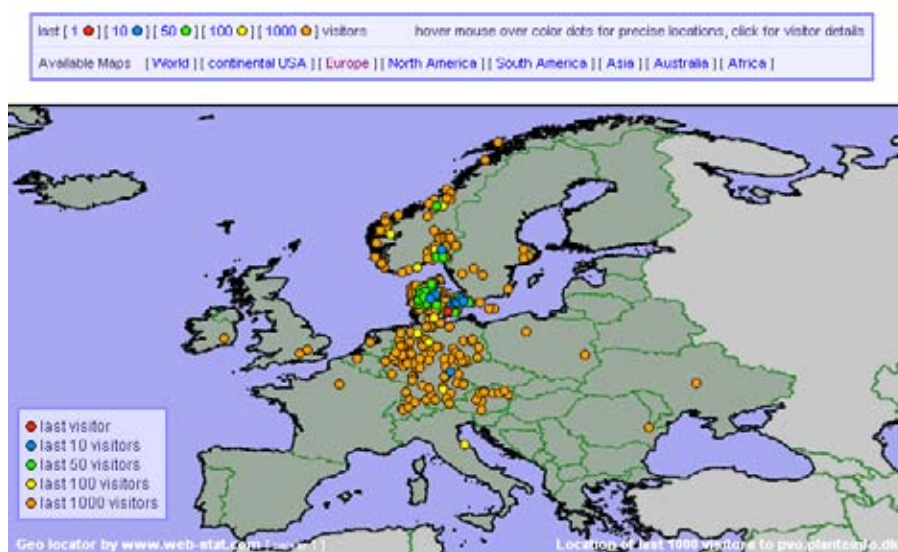 last [ 1 ] [ 10 ] [ 50 ] [ 100 ] [ 1000 ] visitors hover mouse over color dots for precise locations, click for visitor details
Available Maps [ World ] [ continental USA ] [ Europe ] [ North America ] [ South America ] [ Asia ] [ Australia ] [ Africa ]
last visitor
last 10 visitors
last 50 visitors
last 100 visitors
last 1000 visitors
Geo locator by www.web-stat.com
Location of last 1000 visitors to pvo.planteinfo.dk